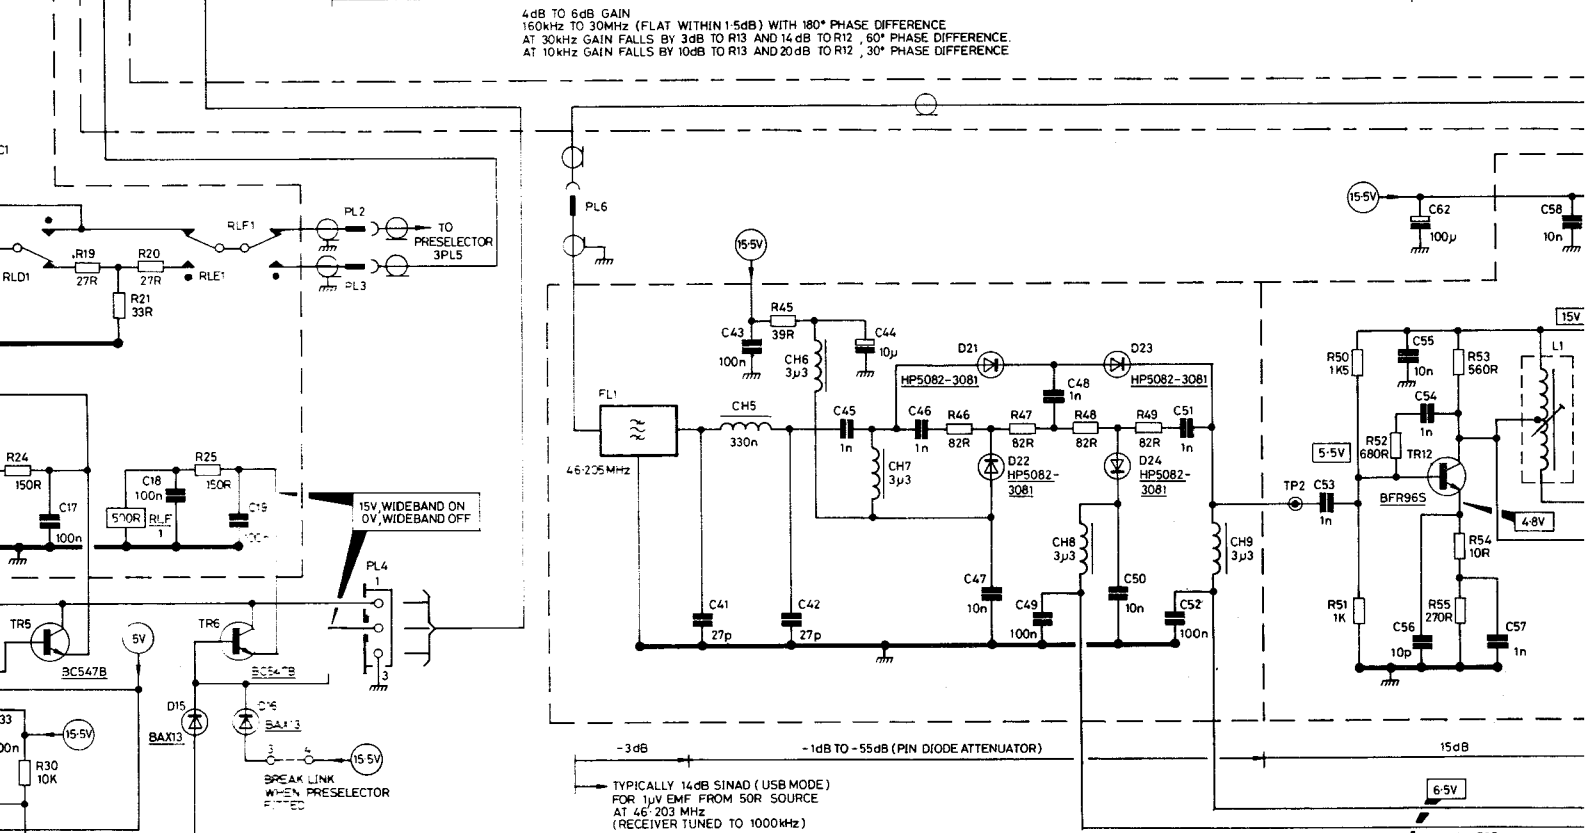 4dB TO 6dB GAIN
160kHz TO 30MHz (FLAT WITHIN 1·5dB) WITH 180° PHASE DIFFERENCE
AT 30kHz GAIN FALLS BY 3dB TO R13 AND 14dB TO R12, 60° PHASE DIFFERENCE.
AT 10kHz GAIN FALLS BY 10dB TO R13 AND 20dB TO R12, 30° PHASE DIFFERENCE
C1
PL6
15·5V
C62
100µ
C58
10n
RLF1
PL2
TO
PRESELECTOR
3PL5
RLD1
R19
27R
R20
27R
RLE1
PL3
R21
33R
15·5V
R45
39R
C43
100n
CH6
3µ3
C44
10µ
D21
HP5082-3081
D23
HP5082-3081
C48
1n
15V
L1
R50
1K5
C55
10n
R53
560R
C54
1n
R52
680R
TR12
BFR96S
5·5V
4·8V
FL1
46·205MHz
CH5
330n
C45
1n
C46
1n
R46
82R
R47
82R
R48
82R
R49
82R
C51
1n
CH7
3µ3
D22
HP5082-
3081
D24
HP5082-
3081
TP2
C53
1n
R24
150R
C17
100n
C18
100n
R25
150R
500R
RLF
1
C19
100n
15V, WIDEBAND ON
0V, WIDEBAND OFF
CH8
3µ3
CH9
3µ3
R54
10R
C47
10n
C49
100n
C50
10n
C52
100n
C41
27p
C42
27p
R51
1K
C56
10p
R55
270R
C57
1n
PL4
1
3
TR5
BC547B
5V
TR6
BC547B
D15
BAX13
D16
BAX13
33
00n
15·5V
R30
10K
3
4
15·5V
BREAK LINK
WHEN PRESELECTOR
FITTED
-3dB
-1dB TO -55dB (PIN DIODE ATTENUATOR)
15dB
TYPICALLY 14dB SINAD (USB MODE)
FOR 1µV EMF FROM 50R SOURCE
AT 46·203 MHz
(RECEIVER TUNED TO 1000kHz)
6·5V